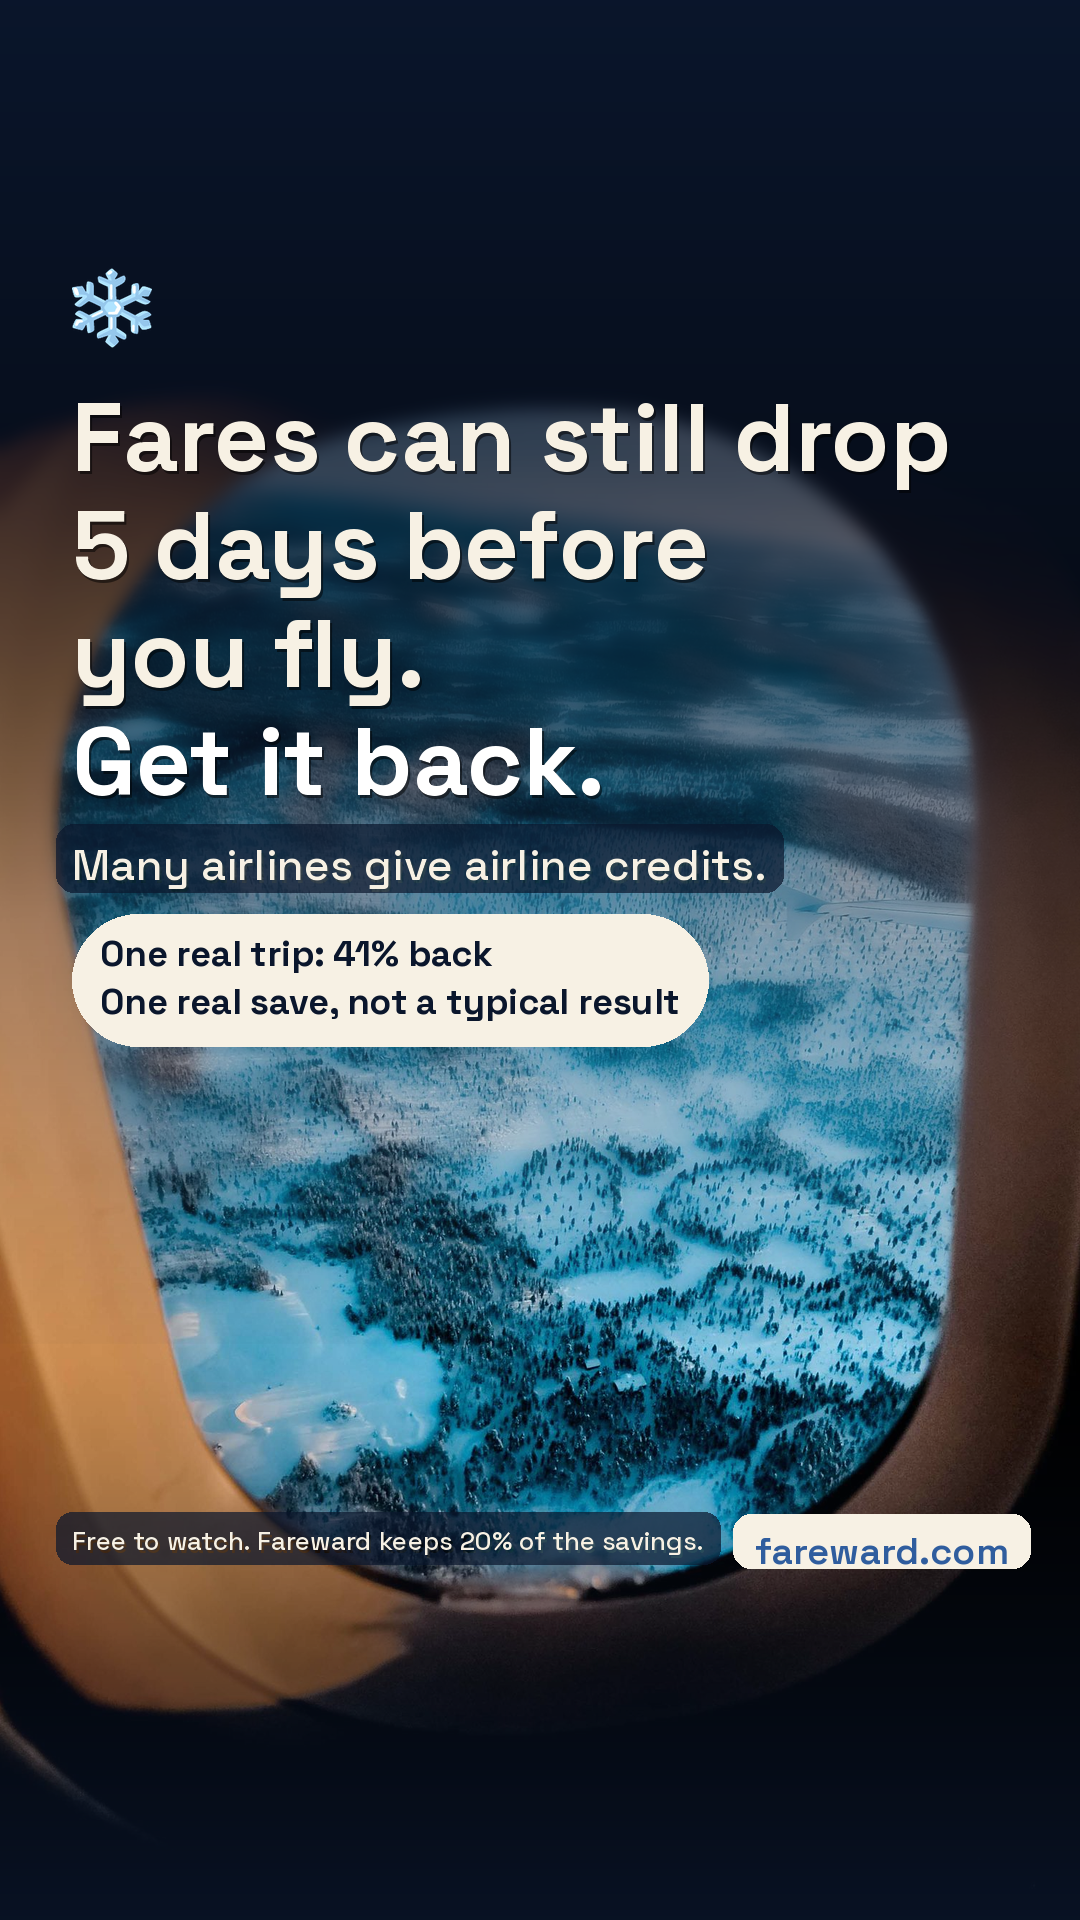 Fares can still drop
5 days before
you fly.
Get it back.
Many airlines give airline credits.
One real trip: 41% back
One real save, not a typical result
Free to watch. Fareward keeps 20% of the savings.
fareward.com